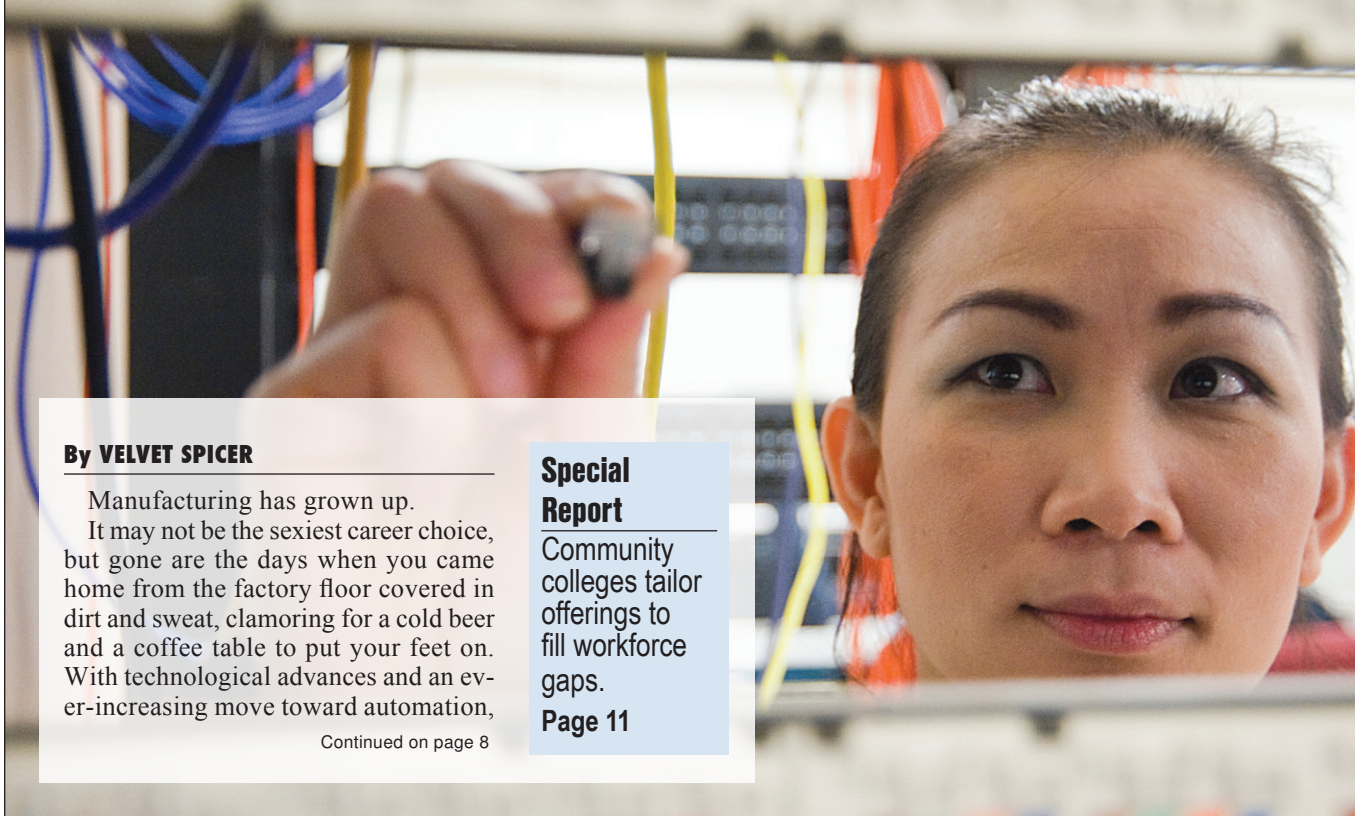 By VELVET SPICER
Manufacturing has grown up.
It may not be the sexiest career choice,
but gone are the days when you came
home from the factory floor covered in
dirt and sweat, clamoring for a cold beer
and a coffee table to put your feet on.
With technological advances and an ev-
er-increasing move toward automation,
Continued on page 8
Special
Report
Community
colleges tailor
offerings to
fill workforce
gaps.
Page 11